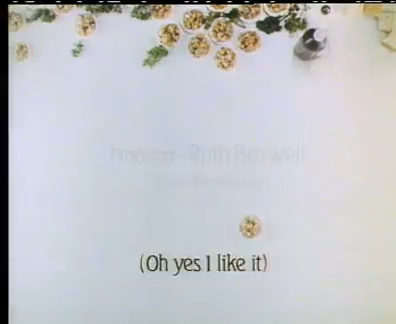 Producer - Ruth Boswell
(Oh yes I like it)